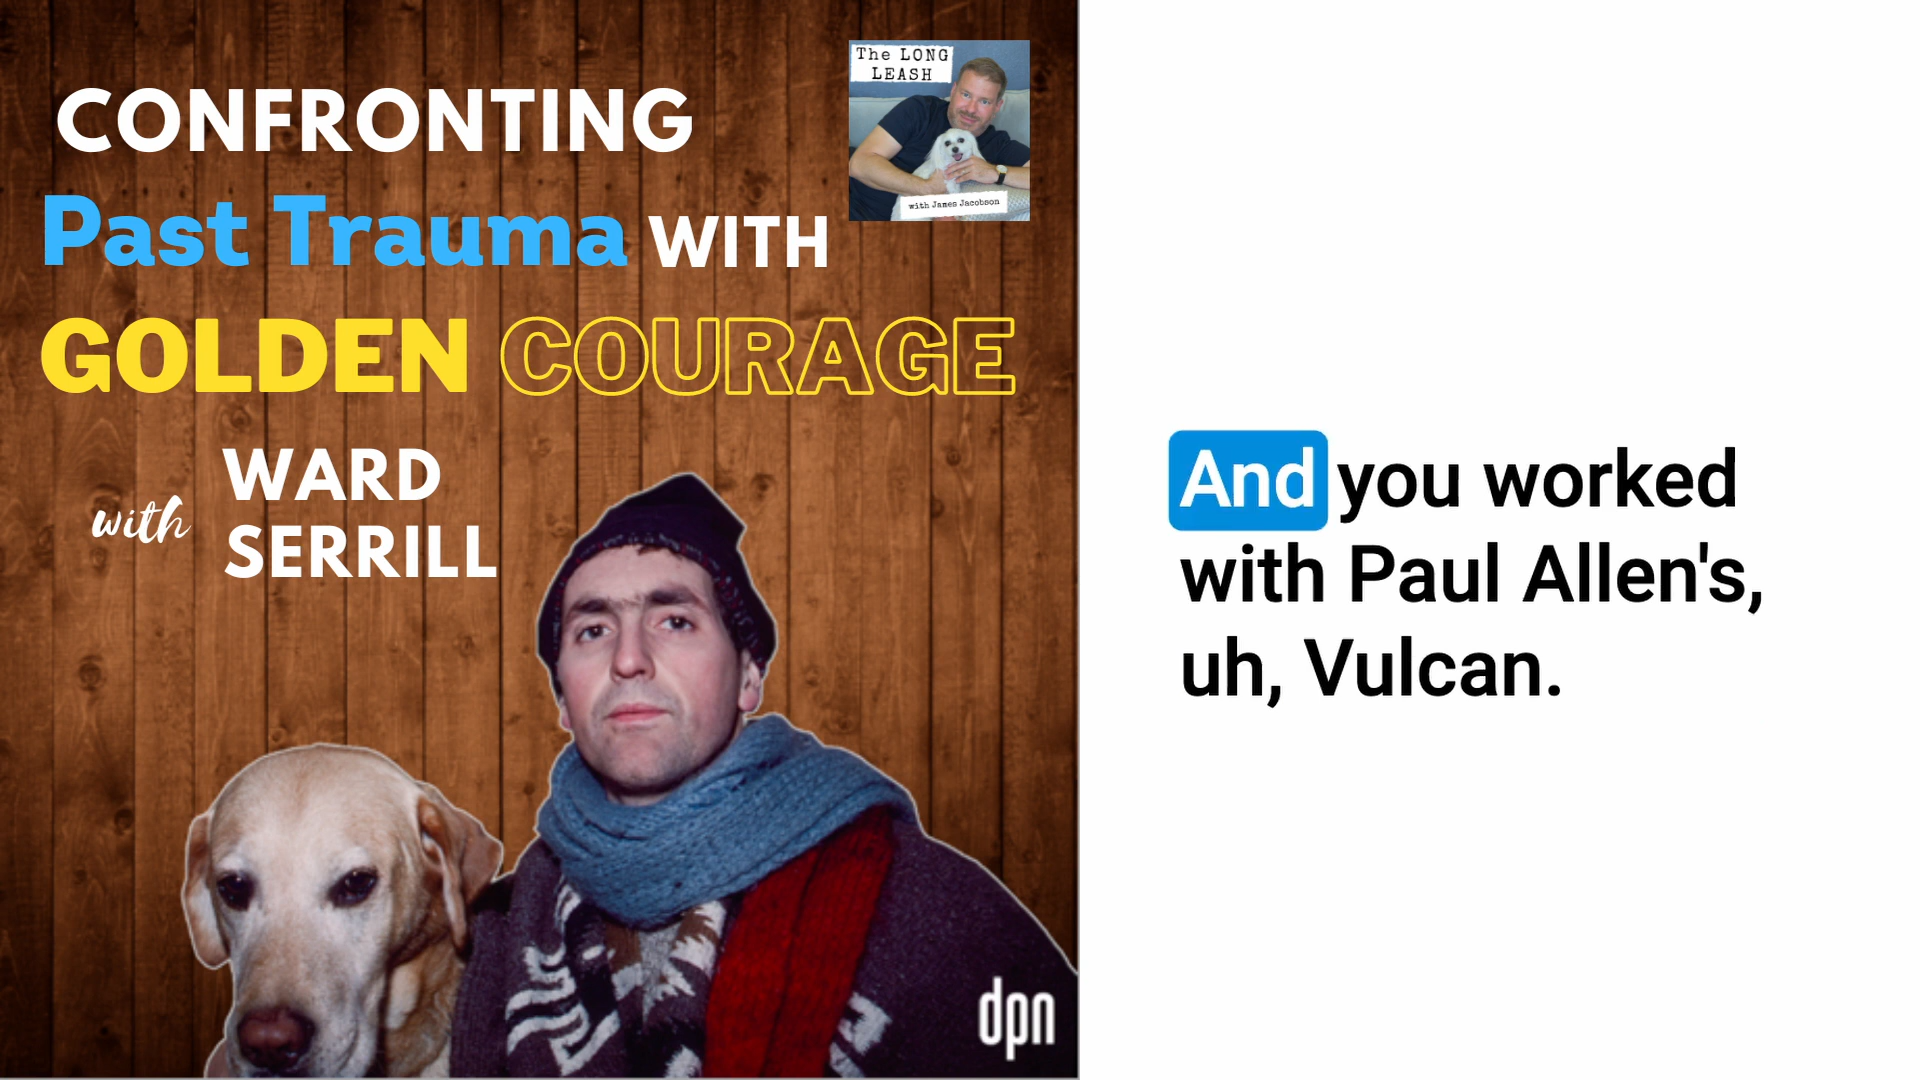 CONFRONTING
Past Trauma WITH
GOLDEN COURAGE
with WARD
SERRILL
The LONG
LEASH
with James Jacobson
dpn
And you worked
with Paul Allen's,
uh, Vulcan.